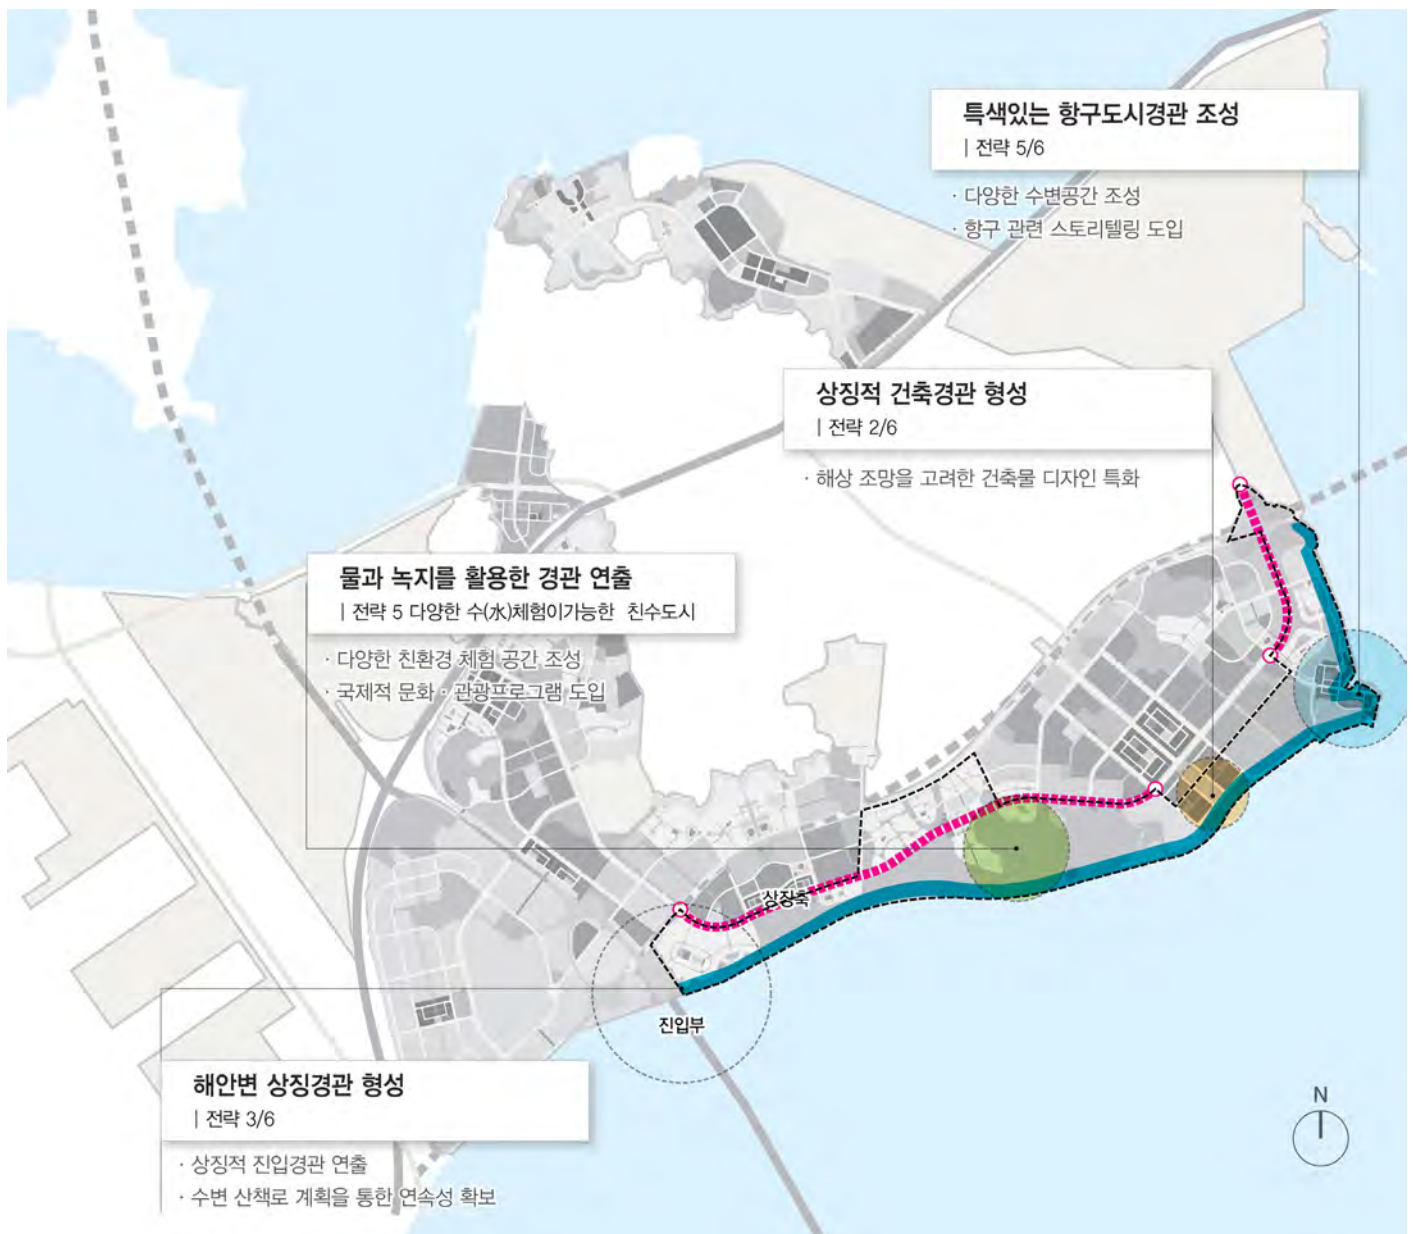 특색있는 항구도시경관 조성
| 전략 5/6
· 다양한 수변공간 조성
· 항구 관련 스토리텔링 도입
상징적 건축경관 형성
| 전략 2/6
· 해상 조망을 고려한 건축물 디자인 특화
물과 녹지를 활용한 경관 연출
| 전략 5 다양한 수(水)체험이가능한 친수도시
· 다양한 친환경 체험 공간 조성
· 국제적 문화 · 관광프로그램 도입
상징축
진입부
해안변 상징경관 형성
| 전략 3/6
· 상징적 진입경관 연출
· 수변 산책로 계획을 통한 연속성 확보
N